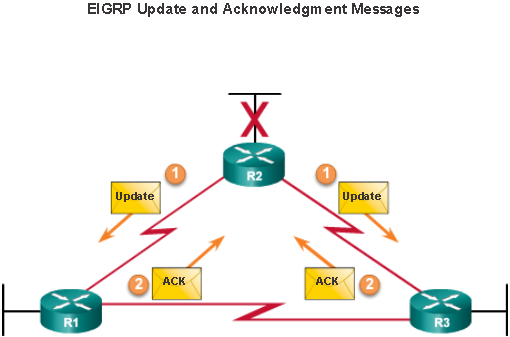 EIGRP Update and Acknowledgment Messages
X
1
1
R2
Update
Update
2
ACK
ACK
2
R1
R3